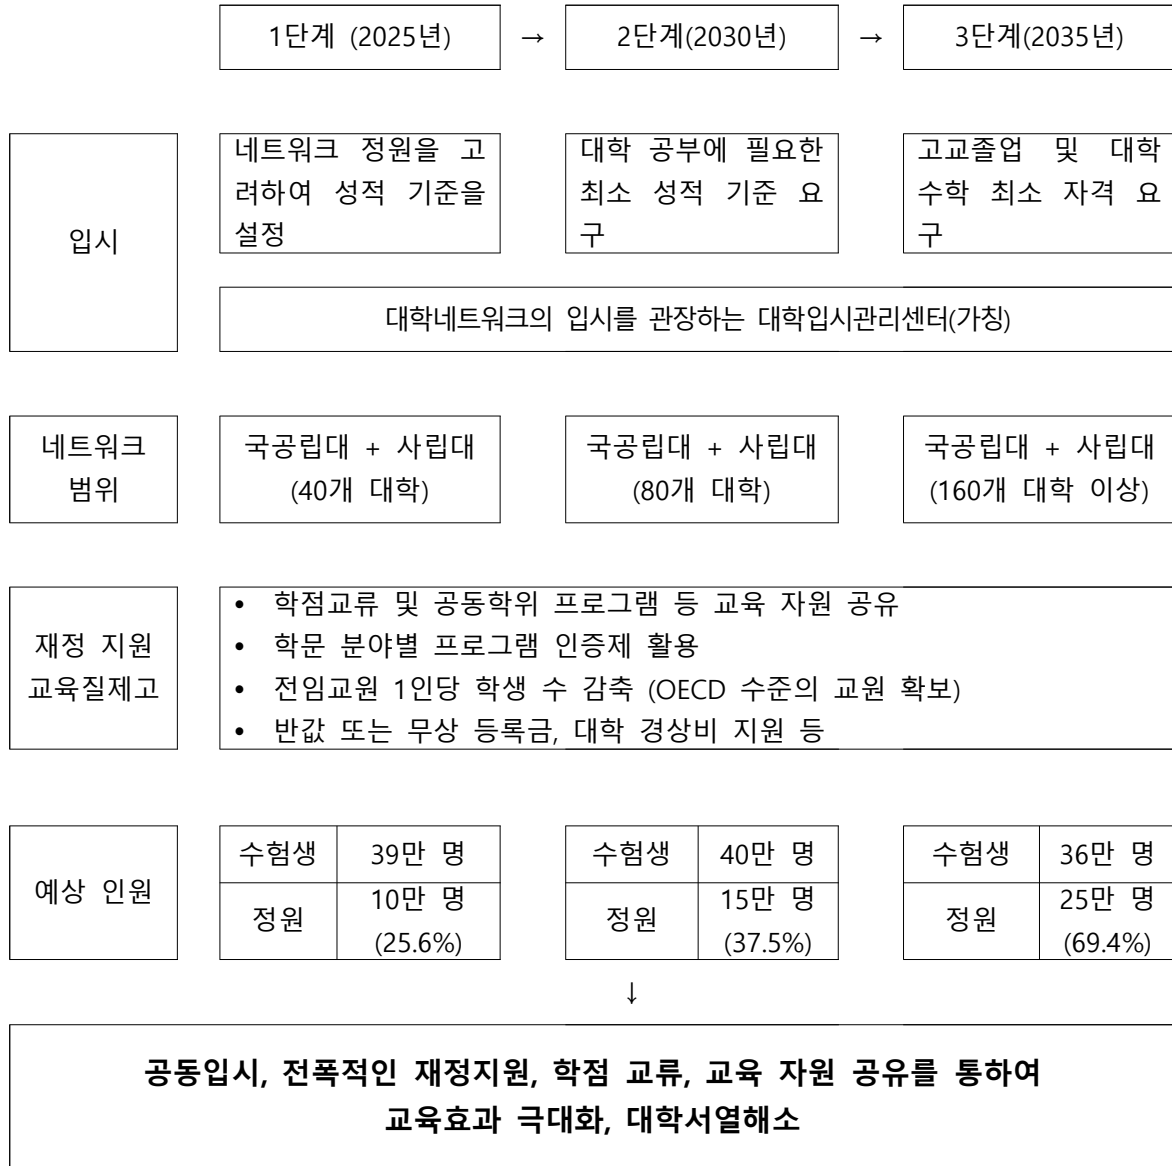 1단계 (2025년) → 2단계(2030년) → 3단계(2035년)
입시
네트워크 정원을 고
려하여 성적 기준을
설정
대학 공부에 필요한
최소 성적 기준 요
구
고교졸업 및 대학
수학 최소 자격 요
구
대학네트워크의 입시를 관장하는 대학입시관리센터(가칭)
네트워크
범위
국공립대 + 사립대
(40개 대학)
국공립대 + 사립대
(80개 대학)
국공립대 + 사립대
(160개 대학 이상)
재정 지원
교육질제고
• 학점교류 및 공동학위 프로그램 등 교육 자원 공유
• 학문 분야별 프로그램 인증제 활용
• 전임교원 1인당 학생 수 감축 (OECD 수준의 교원 확보)
• 반값 또는 무상 등록금, 대학 경상비 지원 등
예상 인원
수험생 39만 명
정원 10만 명
(25.6%)
수험생 40만 명
정원 15만 명
(37.5%)
수험생 36만 명
정원 25만 명
(69.4%)
↓
공동입시, 전폭적인 재정지원, 학점 교류, 교육 자원 공유를 통하여
교육효과 극대화, 대학서열해소